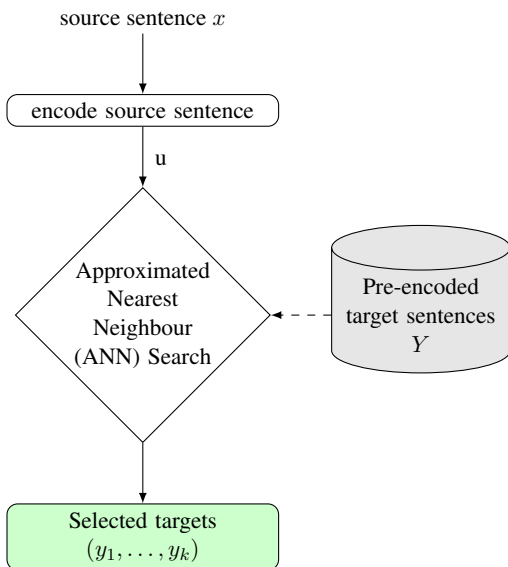 source sentence x
encode source sentence
u
Approximated
Nearest
Neighbour
(ANN) Search
Pre-encoded
target sentences
Y
Selected targets
(y₁, . . . , yₖ)